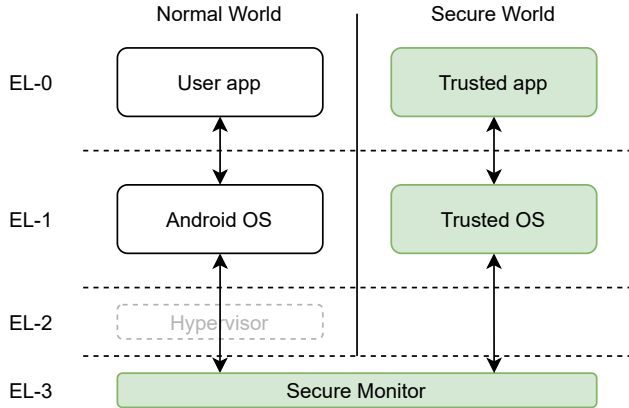 Normal World Secure World
EL-0 User app Trusted app
EL-1 Android OS Trusted OS
EL-2 Hypervisor
EL-3 Secure Monitor